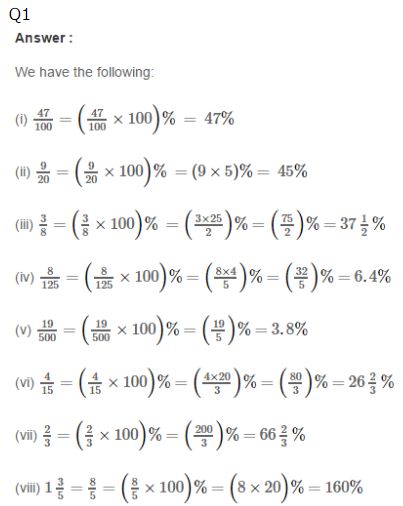 Q1
Answer :
We have the following:
(i) 47/100 = (47/100 × 100)% = 47%
(ii) 9/20 = (9/20 × 100)% = (9 × 5)% = 45%
(iii) 3/8 = (3/8 × 100)% = (3×25/2)% = (75/2)% = 37 1/2 %
(iv) 8/125 = (8/125 × 100)% = (8×4/5)% = (32/5)% = 6.4%
(v) 19/500 = (19/500 × 100)% = (19/5)% = 3.8%
(vi) 4/15 = (4/15 × 100)% = (4×20/3)% = (80/3)% = 26 2/3 %
(vii) 2/3 = (2/3 × 100)% = (200/3)% = 66 2/3 %
(viii) 1 3/5 = 8/5 = (8/5 × 100)% = (8 × 20)% = 160%